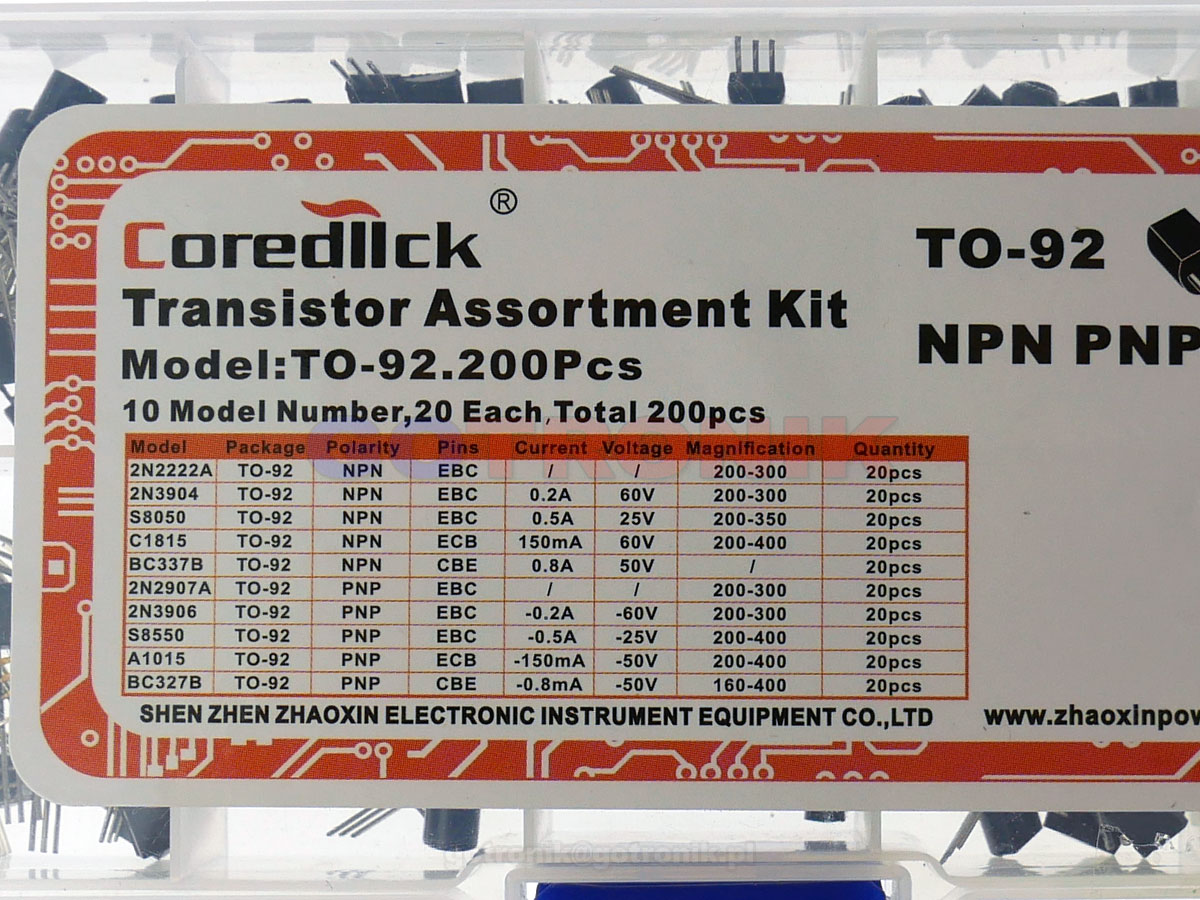 Coredllck ®
TO-92
Transistor Assortment Kit
NPN PNP
Model:TO-92.200Pcs
10 Model Number,20 Each,Total 200pcs
GOTRONIK
Model Package Polarity Pins Current Voltage Magnification Quantity
2N2222A TO-92 NPN EBC / / 200-300 20pcs
2N3904 TO-92 NPN EBC 0.2A 60V 200-300 20pcs
S8050 TO-92 NPN EBC 0.5A 25V 200-350 20pcs
C1815 TO-92 NPN ECB 150mA 60V 200-400 20pcs
BC337B TO-92 NPN CBE 0.8A 50V / 20pcs
2N2907A TO-92 PNP EBC / / 200-300 20pcs
2N3906 TO-92 PNP EBC -0.2A -60V 200-300 20pcs
S8550 TO-92 PNP EBC -0.5A -25V 200-400 20pcs
A1015 TO-92 PNP ECB -150mA -50V 200-400 20pcs
BC327B TO-92 PNP CBE -0.8mA -50V 160-400 20pcs
SHEN ZHEN ZHAOXIN ELECTRONIC INSTRUMENT EQUIPMENT CO.,LTD
www.zhaoxinpow
gotronik@gotronik.pl